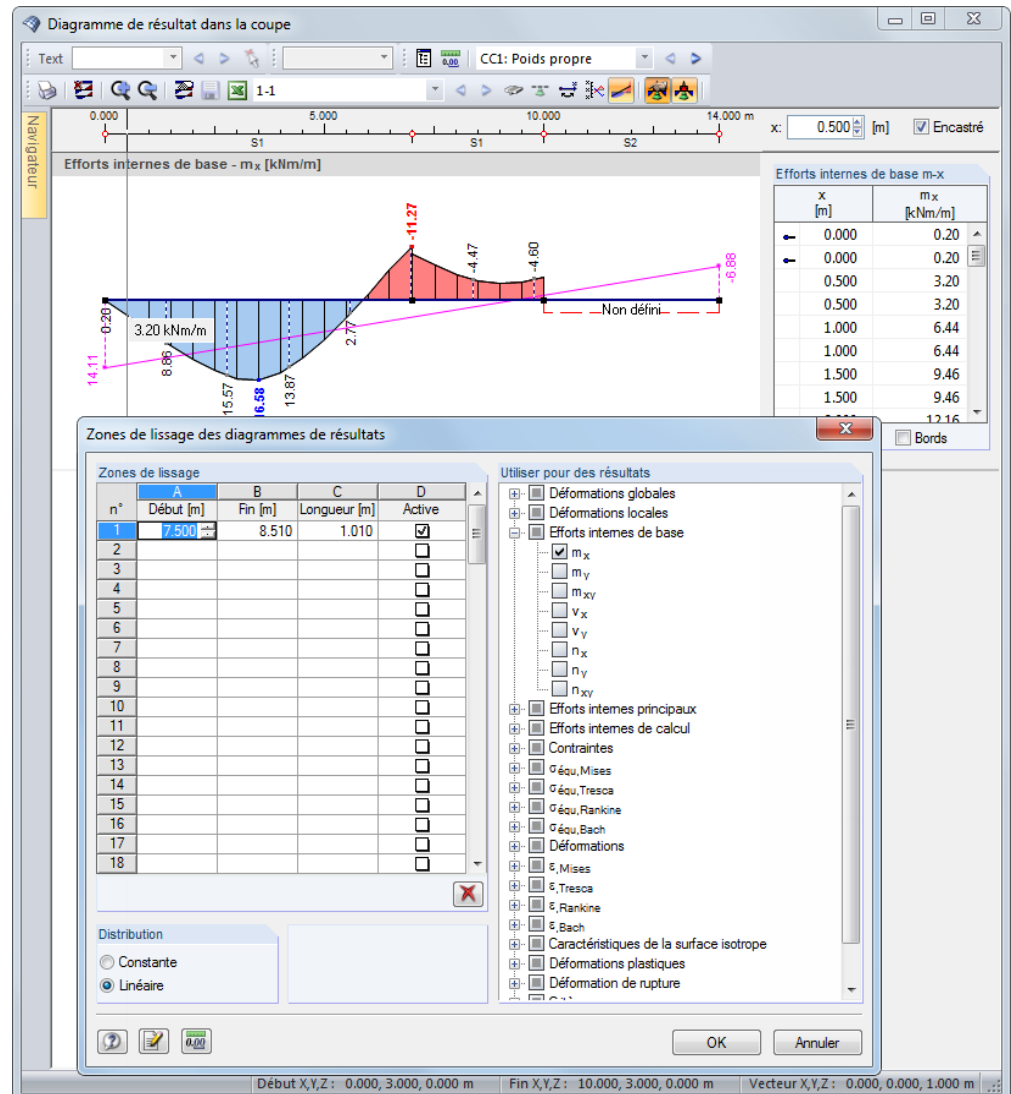 Diagramme de résultat dans la coupe
Text
CC1: Poids propre
1-1
0.000 5.000 10.000 14.000 m
S1 S1 S2
x: 0.500 [m] Encastré
Navigateur
Efforts internes de base - mx [kNm/m]
Efforts internes de base m-x
x [m] mx [kNm/m]
0.000 0.20
0.000 0.20
0.500 3.20
0.500 3.20
1.000 6.44
1.000 6.44
1.500 9.46
1.500 9.46
12.16
Bords
-11.27
-4.47
-4.60
-6.88
Non défini
0.20
3.20 kNm/m
2.77
14.11
8.86
15.57
16.58
13.87
Zones de lissage des diagrammes de résultats
Zones de lissage
A B C D
n° Début [m] Fin [m] Longueur [m] Active
1 7.500 8.510 1.010
2
3
4
5
6
7
8
9
10
11
12
13
14
15
16
17
18
Distribution
Constante
Linéaire
Utiliser pour des résultats
Déformations globales
Déformations locales
Efforts internes de base
mx
my
mxy
vx
vy
nx
ny
nxy
Efforts internes principaux
Efforts internes de calcul
Contraintes
σéqu,Mises
σéqu,Tresca
σéqu,Rankine
σéqu,Bach
Déformations
ε,Mises
ε,Tresca
ε,Rankine
ε,Bach
Caractéristiques de la surface isotrope
Déformations plastiques
Déformation de rupture
0.00
OK Annuler
Début X,Y,Z : 0.000, 3.000, 0.000 m Fin X,Y,Z : 10.000, 3.000, 0.000 m Vecteur X,Y,Z : 0.000, 0.000, 1.000 m